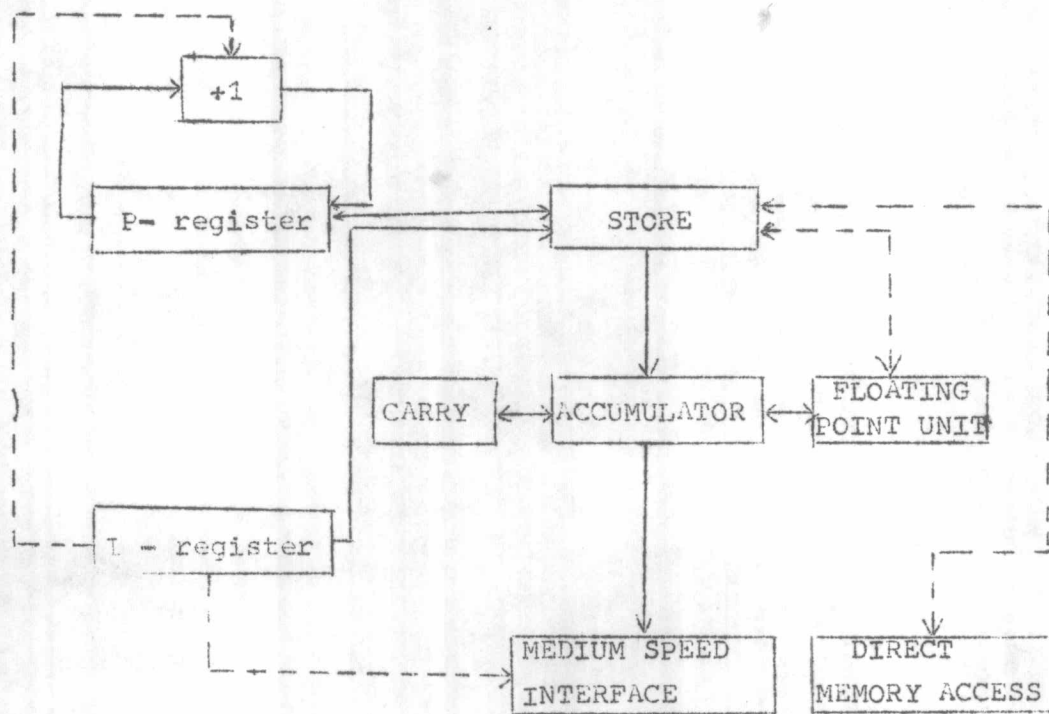 +1
P- register
STORE
CARRY
ACCUMULATOR
FLOATING
POINT UNIT
I - register
MEDIUM SPEED
INTERFACE
DIRECT
MEMORY ACCESS